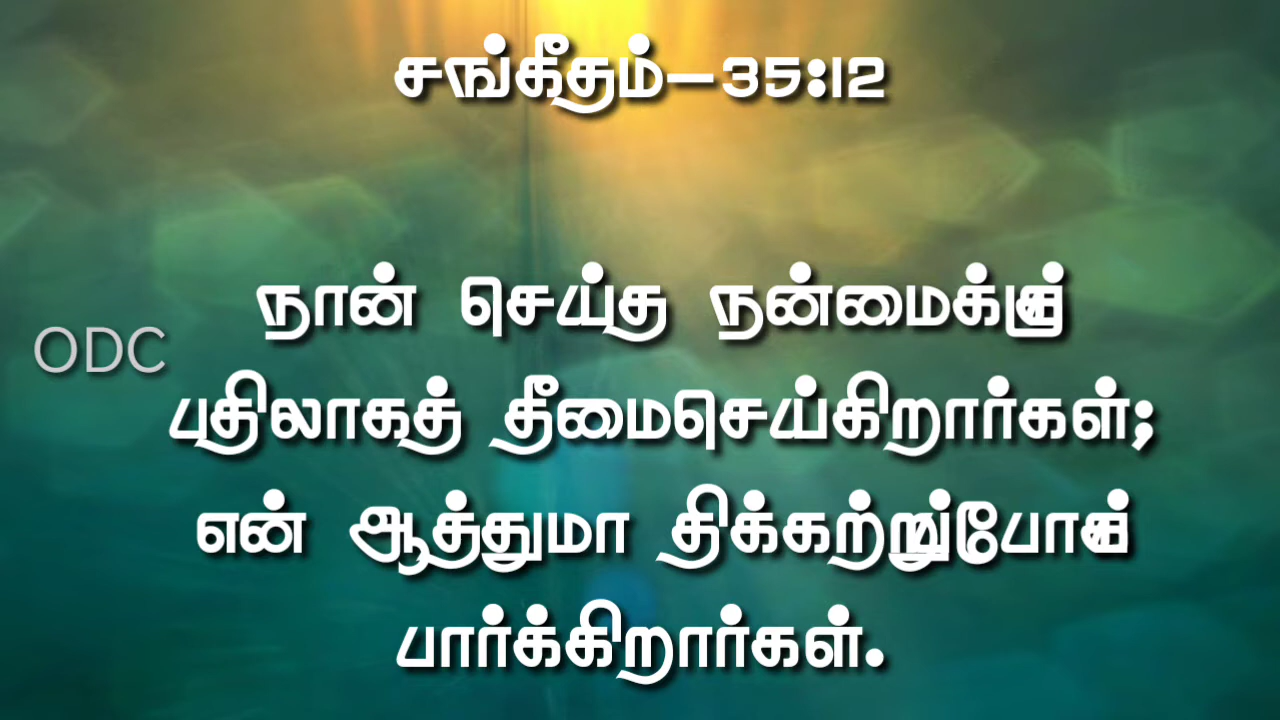 சங்கீதம்-35:12
நான் செய்த நன்மைக்குப்
ODC
பதிலாகத் தீமைசெய்கிறார்கள்;
என் ஆத்துமா திக்கற்றுப்போகப்
பார்க்கிறார்கள்.